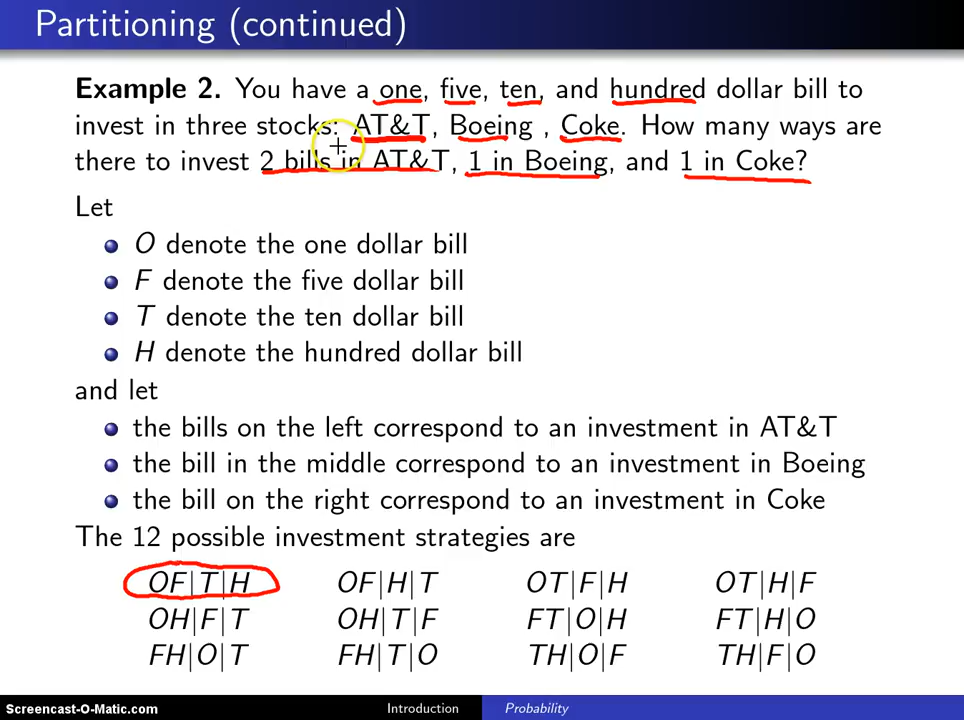 Partitioning (continued)
Example 2. You have a one, five, ten, and hundred dollar bill to
invest in three stocks: AT&T, Boeing , Coke. How many ways are
there to invest 2 bills in AT&T, 1 in Boeing, and 1 in Coke?
Let
O denote the one dollar bill
F denote the five dollar bill
T denote the ten dollar bill
H denote the hundred dollar bill
and let
the bills on the left correspond to an investment in AT&T
the bill in the middle correspond to an investment in Boeing
the bill on the right correspond to an investment in Coke
The 12 possible investment strategies are
OF|T|H OF|H|T OT|F|H OT|H|F
OH|F|T OH|T|F FT|O|H FT|H|O
FH|O|T FH|T|O TH|O|F TH|F|O
Screencast-O-Matic.com Introduction Probability